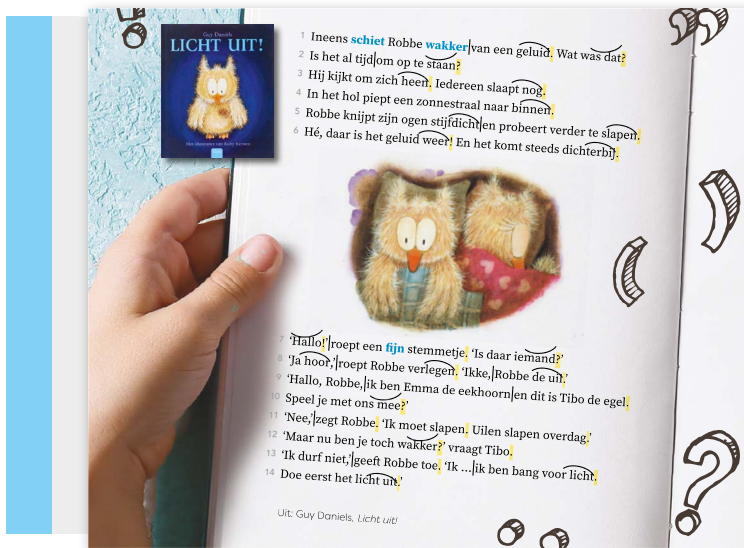 Guy Daniels
LICHT UIT!
Met illustraties van Ruby Kersten
1 Ineens schiet Robbe wakker van een geluid. Wat was dat?
2 Is het al tijd om op te staan?
3 Hij kijkt om zich heen. Iedereen slaapt nog.
4 In het hol piept een zonnestraal naar binnen.
5 Robbe knijpt zijn ogen stijfdicht en probeert verder te slapen.
6 Hé, daar is het geluid weer! En het komt steeds dichterbij.
7 ‘Hallo!’ roept een fijn stemmetje. ‘Is daar iemand?’
8 ‘Ja hoor,’ roept Robbe verlegen. ‘Ikke, Robbe de uil.’
9 ‘Hallo, Robbe, ik ben Emma de eekhoorn en dit is Tibo de egel.
10 Speel je met ons mee?’
11 ‘Nee,’ zegt Robbe. ‘Ik moet slapen. Uilen slapen overdag.’
12 ‘Maar nu ben je toch wakker?’ vraagt Tibo.
13 ‘Ik durf niet,’ geeft Robbe toe. ‘Ik ... ik ben bang voor licht.
14 Doe eerst het licht uit.’
Uit: Guy Daniels, Licht uit!